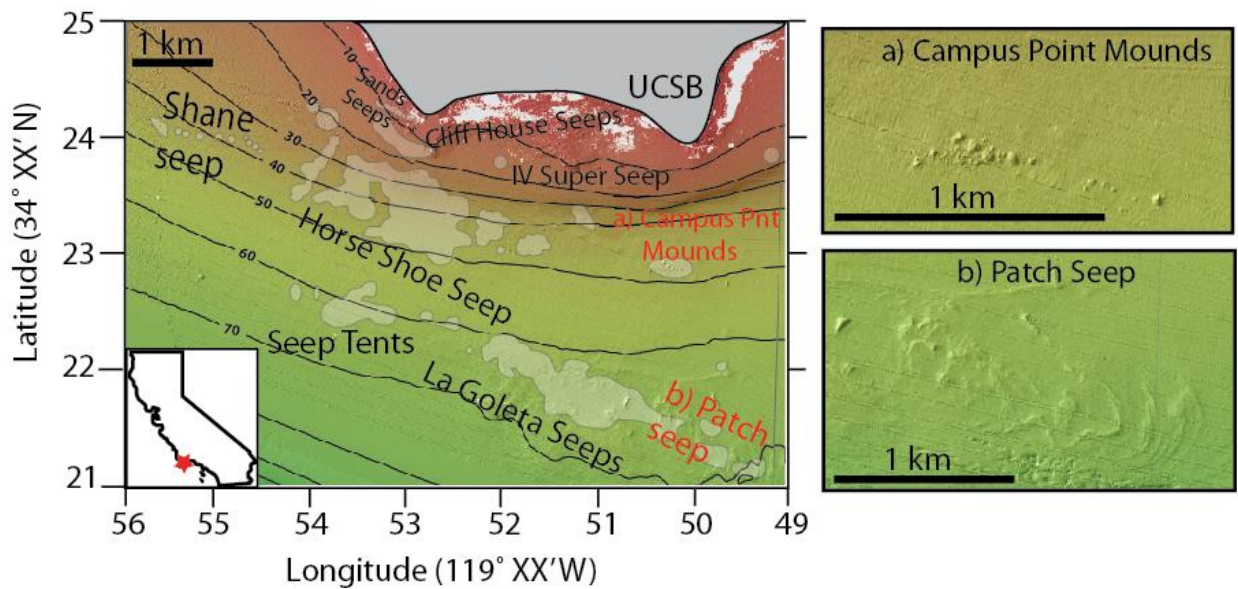 25
24
23
22
21
Latitude (34° XX' N)
1 km
10
20
30
40
50
60
70
Sands
Seeps
UCSB
Shane
seep
Cliff House Seeps
IV Super Seep
a) Campus Pnt
Mounds
Horse Shoe Seep
Seep Tents
La Goleta Seeps
b) Patch
seep
56
55
54
53
52
51
50
49
Longitude (119° XX'W)
a) Campus Point Mounds
1 km
b) Patch Seep
1 km